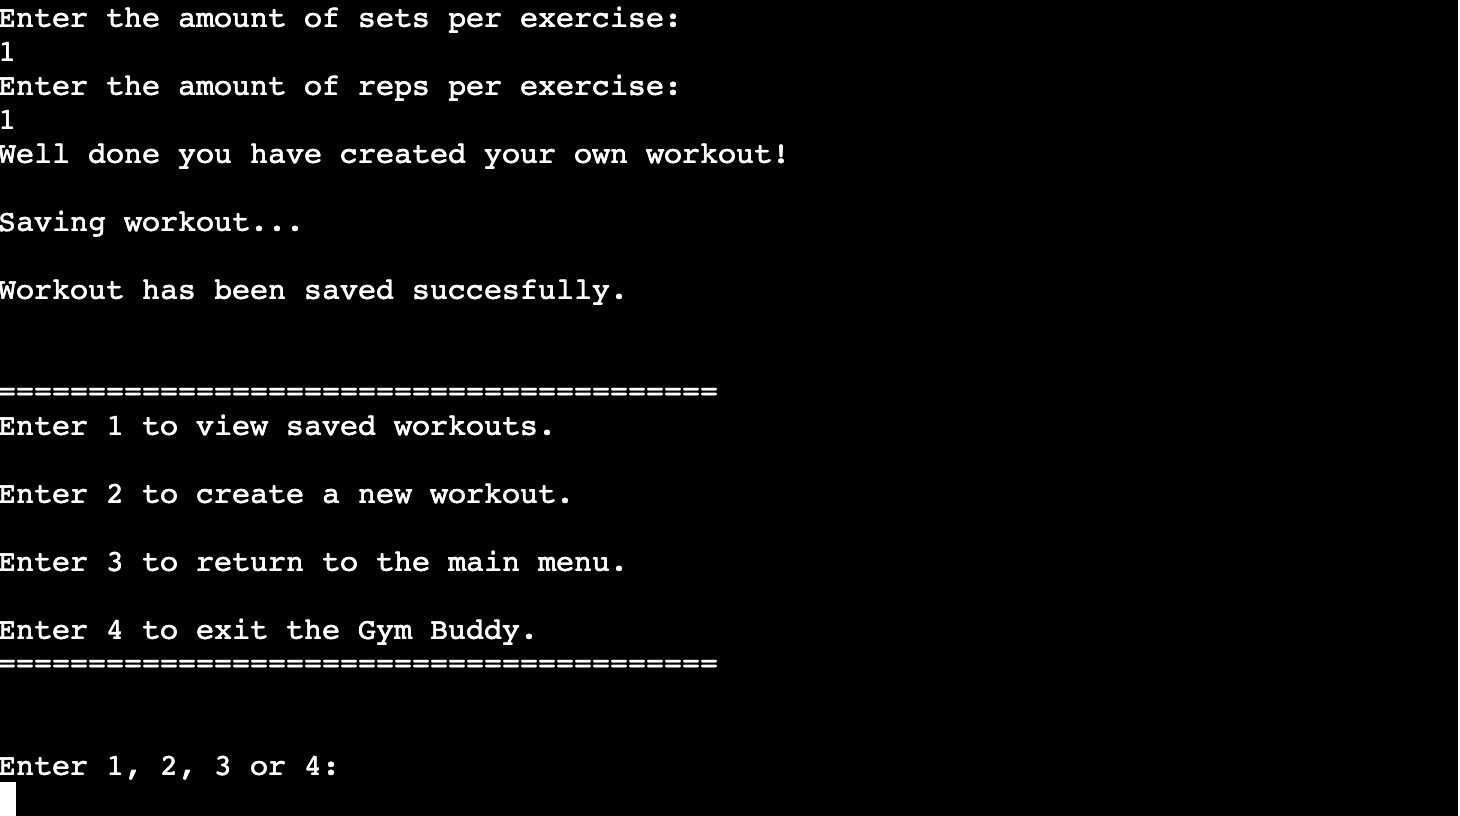 Enter the amount of sets per exercise:
1
Enter the amount of reps per exercise:
1
Well done you have created your own workout!
Saving workout...
Workout has been saved succesfully.
========================================
Enter 1 to view saved workouts.
Enter 2 to create a new workout.
Enter 3 to return to the main menu.
Enter 4 to exit the Gym Buddy.
========================================
Enter 1, 2, 3 or 4: